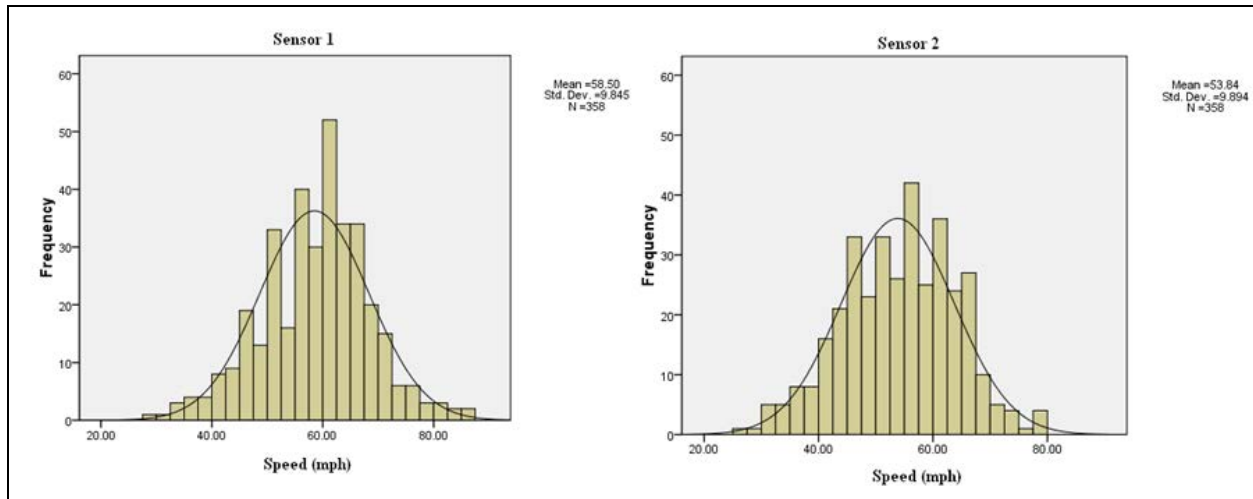 Sensor 1
Mean =58.50
Std. Dev. =9.845
N =358
Frequency
60
50
40
30
20
10
0
20.00 40.00 60.00 80.00
Speed (mph)
Sensor 2
Mean =53.84
Std. Dev. =9.894
N =358
Frequency
60
50
40
30
20
10
0
20.00 40.00 60.00 80.00
Speed (mph)